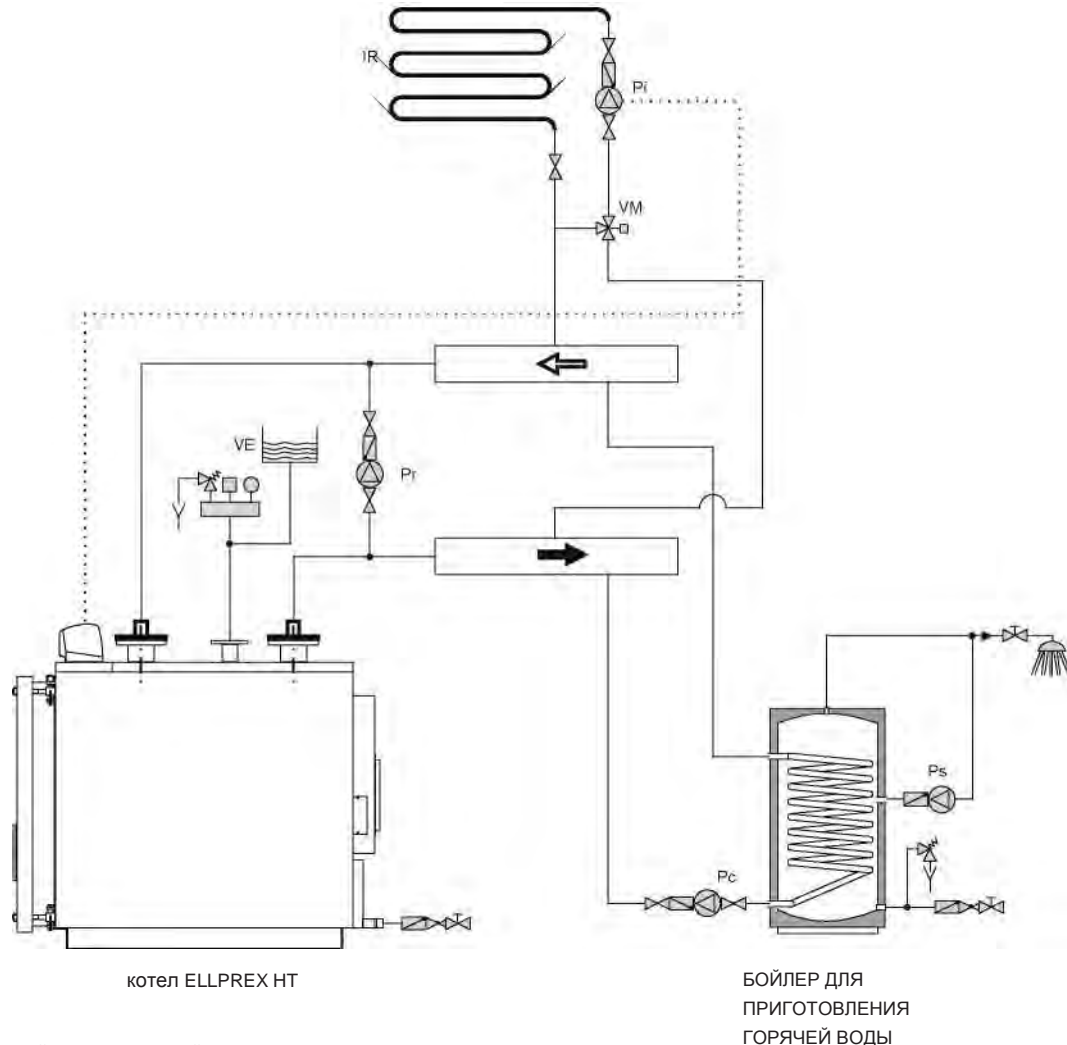 IR
Pi
VM
VE
Pr
Ps
Pc
котел ELLPREX HT
БОЙЛЕР ДЛЯ
ПРИГОТОВЛЕНИЯ
ГОРЯЧЕЙ ВОДЫ